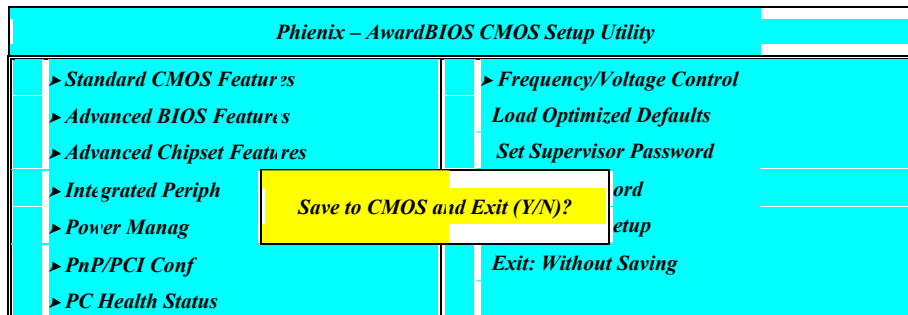 Phienix – AwardBIOS CMOS Setup Utility
▸ Standard CMOS Features
▸ Advanced BIOS Features
▸ Advanced Chipset Features
▸ Integrated Periph
▸ Power Manag
▸ PnP/PCI Conf
▸ PC Health Status
▸ Frequency/Voltage Control
Load Optimized Defaults
Set Supervisor Password
ord
etup
Exit: Without Saving
Save to CMOS and Exit (Y/N)?